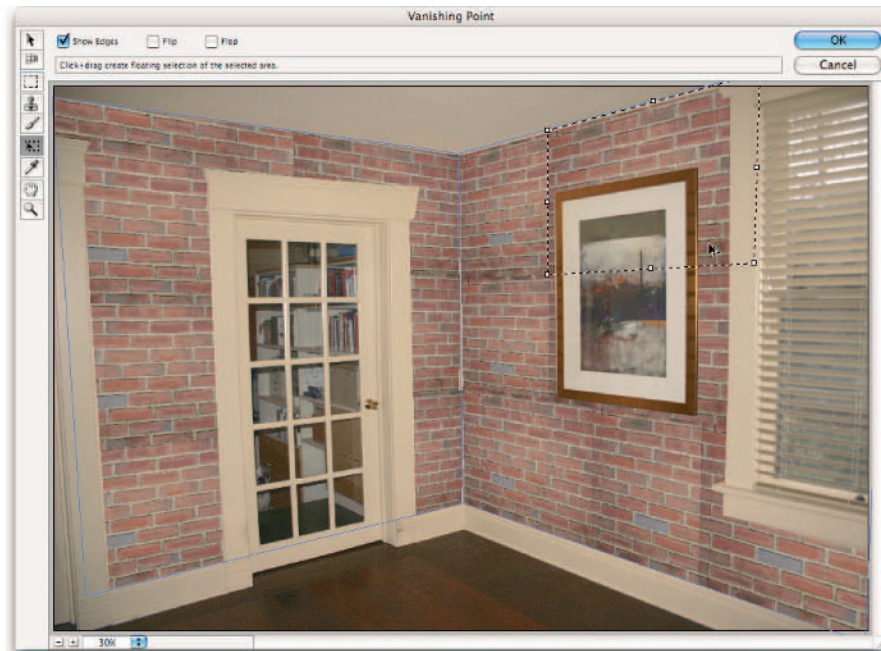 Vanishing Point
Show Edges Flip Flop OK
Click+drag create floating selection of the selected area. Cancel
30%